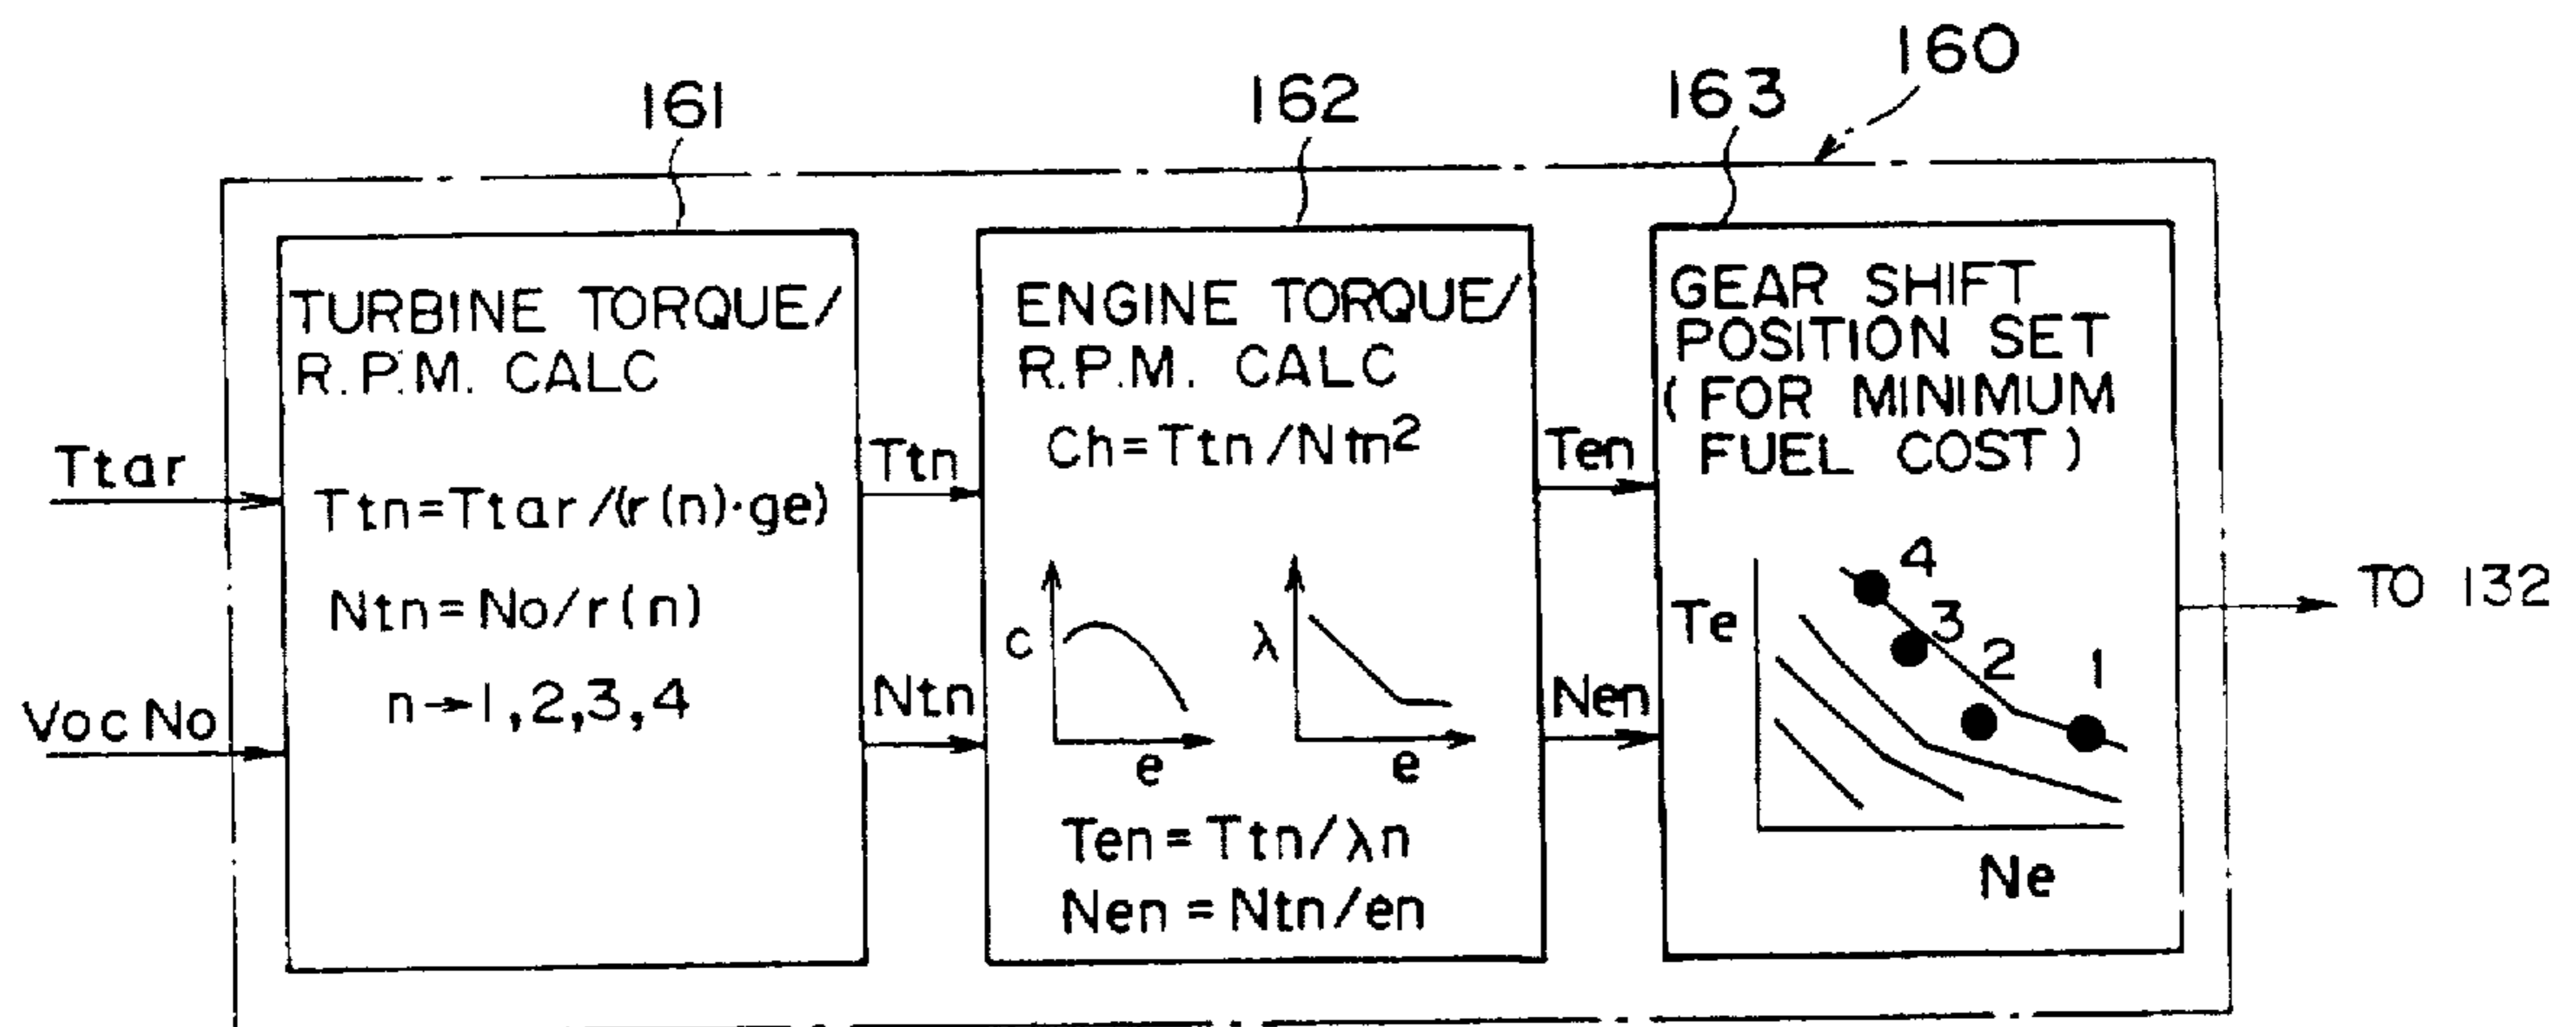 160
161
162
163
TURBINE TORQUE/
R.P.M. CALC
Ttn=Ttar/(r(n)·ge)
Ntn=No/r(n)
n→1,2,3,4
Ttar
Voc No
Ttn
Ntn
ENGINE TORQUE/
R.P.M. CALC
Ch=Ttn/Ntn²
c
e
λ
e
Ten=Ttn/λn
Nen=Ntn/en
Ten
Nen
GEAR SHIFT
POSITION SET
(FOR MINIMUM
FUEL COST)
Te
4
3
2
1
Ne
TO 132